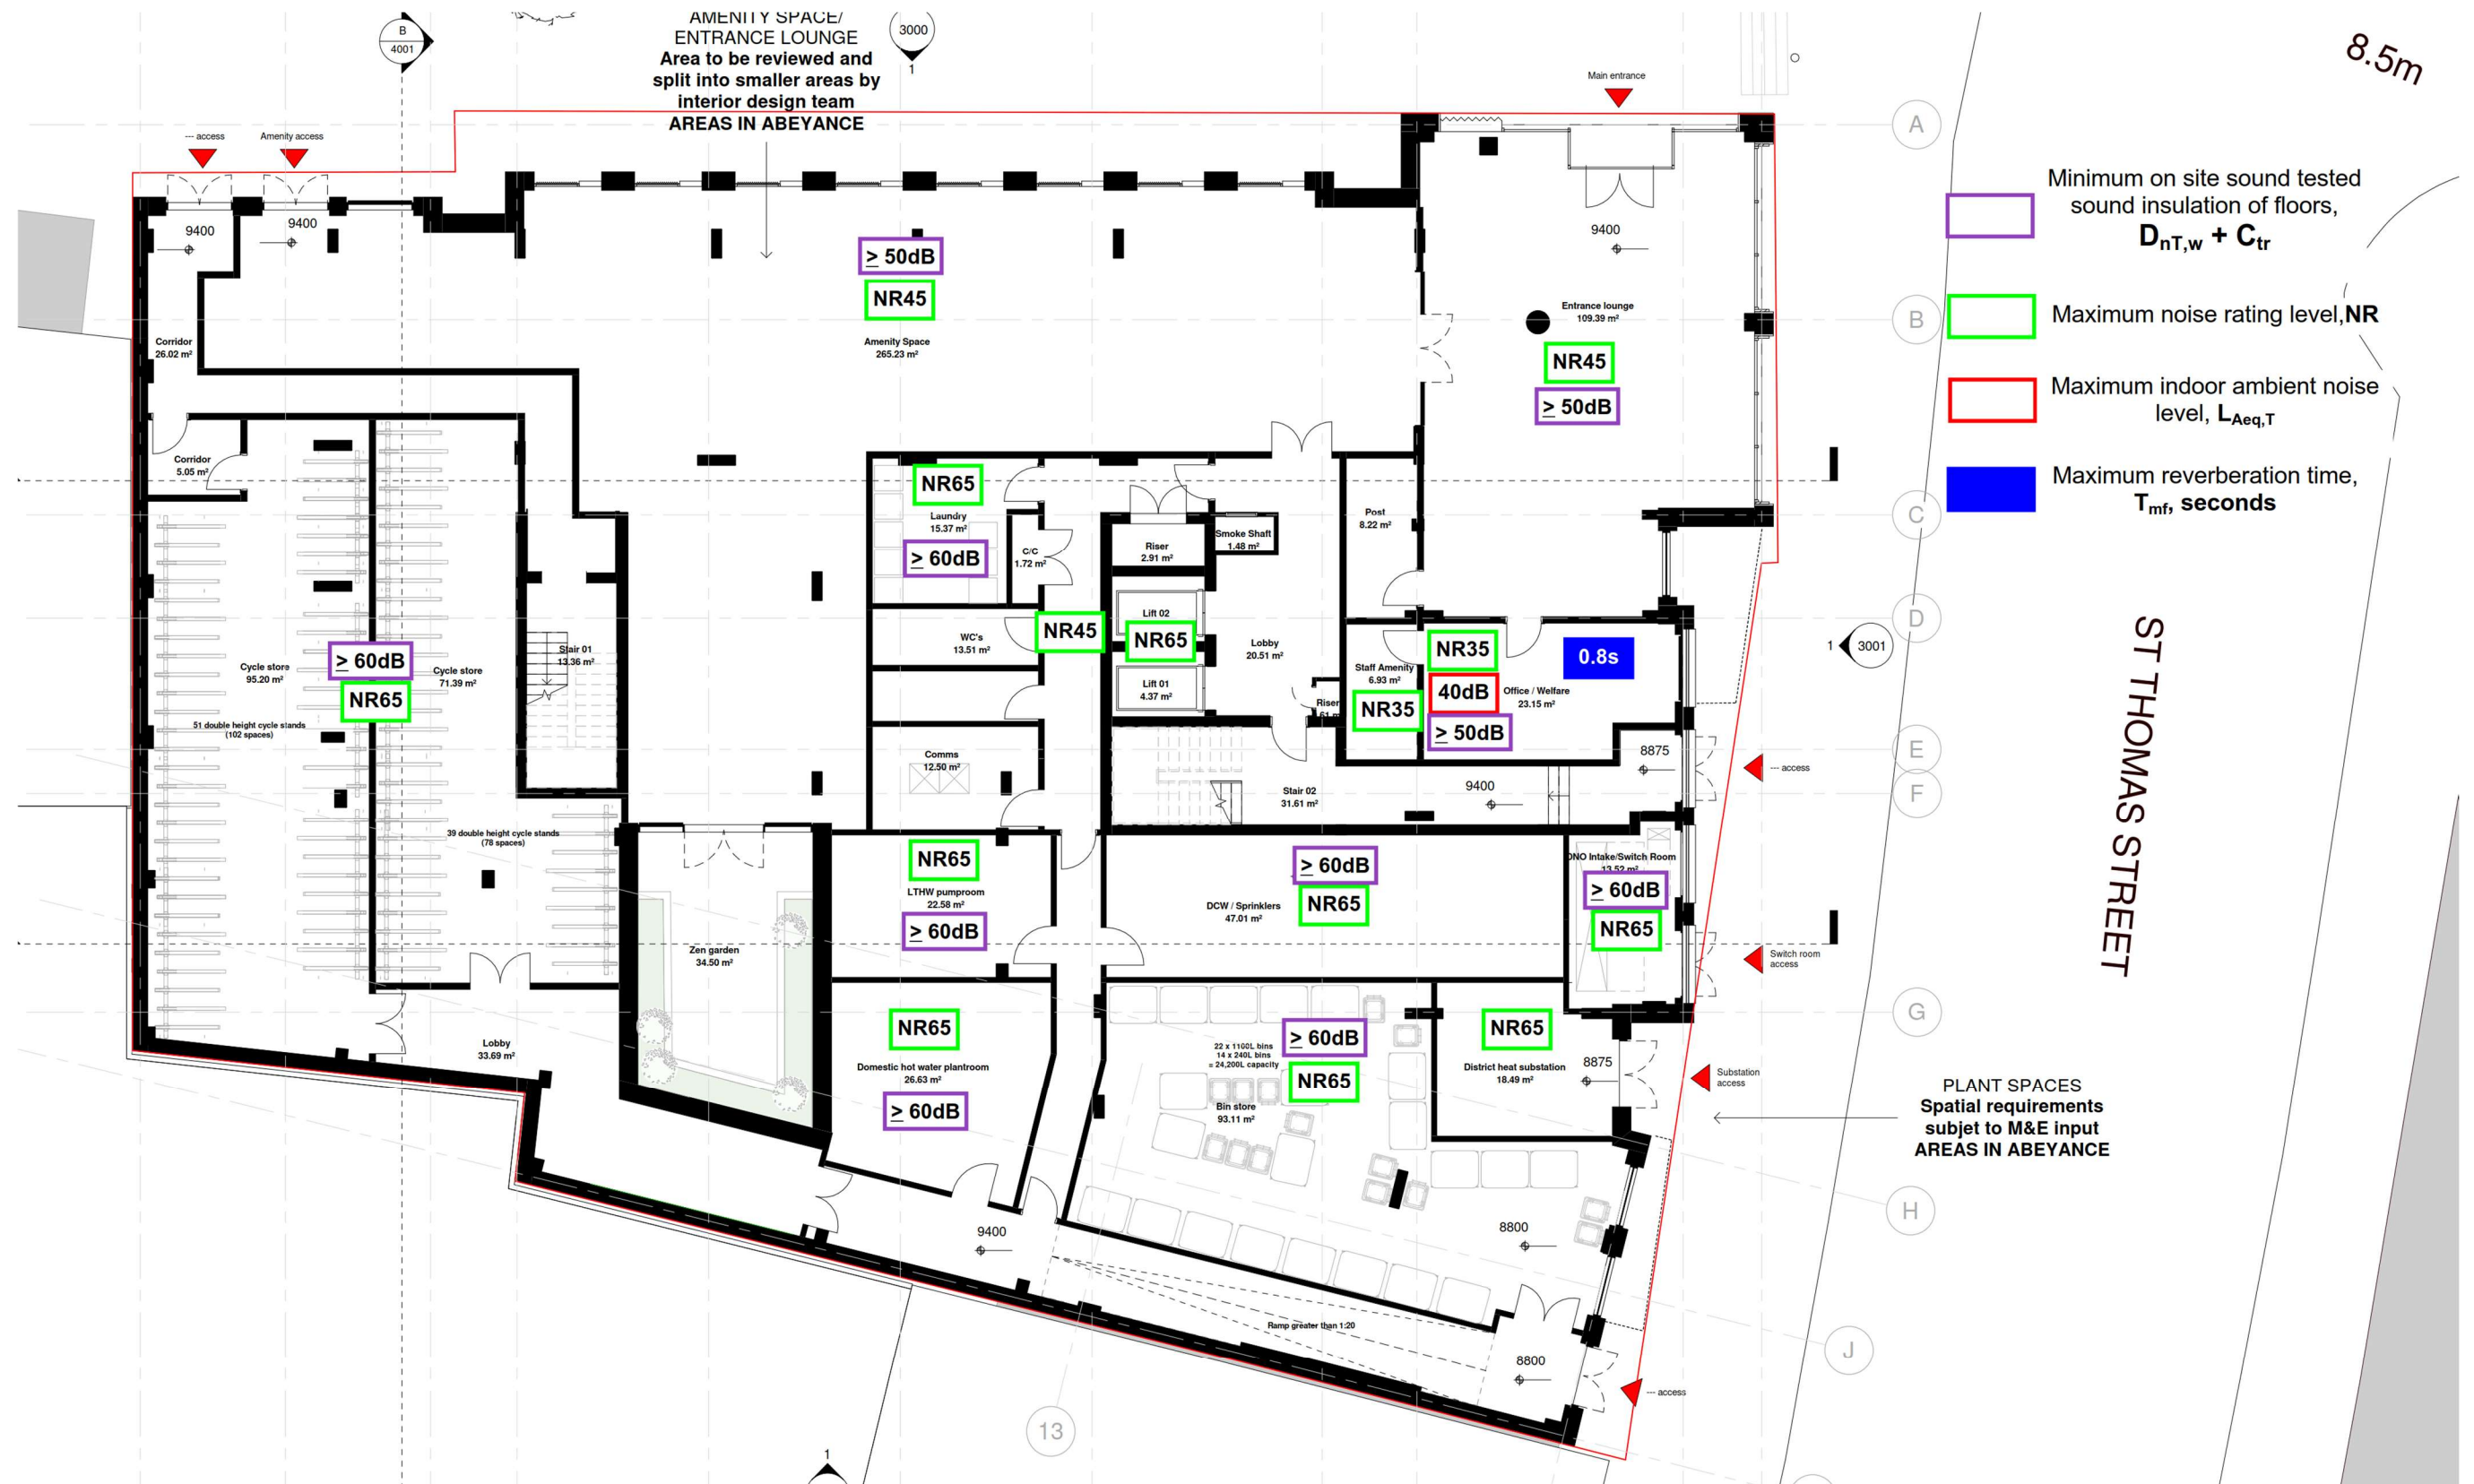 AMENITY SPACE/
ENTRANCE LOUNGE
Area to be reviewed and
split into smaller areas by
interior design team
AREAS IN ABEYANCE
B
4001
3000
1
8.5m
Main entrance
--- access
Amenity access
A
9400
9400
9400
≥ 50dB
NR45
Amenity Space
265.23 m²
Entrance lounge
109.39 m²
NR45
≥ 50dB
B
Minimum on site sound tested
sound insulation of floors,
DnT,w + Ctr
Maximum noise rating level,NR
Maximum indoor ambient noise
level, LAeq,T
Maximum reverberation time,
Tmf, seconds
Corridor
26.02 m²
Corridor
5.05 m²
NR65
Laundry
15.37 m²
≥ 60dB
C/C
1.72 m²
Riser
2.91 m²
Smoke Shaft
1.48 m²
Post
8.22 m²
C
D
Lift 02
NR65
Lift 01
4.37 m²
NR45
WC's
13.51 m²
Lobby
20.51 m²
Riser
Staff Amenity
6.93 m²
NR35
NR35
40dB
≥ 50dB
0.8s
Office / Welfare
23.15 m²
1
3001
ST THOMAS STREET
Stair 01
13.36 m²
Cycle store
95.20 m²
≥ 60dB
NR65
Cycle store
71.39 m²
51 double height cycle stands
(102 spaces)
39 double height cycle stands
(78 spaces)
Comms
12.50 m²
Stair 02
31.61 m²
9400
8875
E
F
--- access
NR65
LTHW pumproom
22.58 m²
≥ 60dB
≥ 60dB
NR65
DCW / Sprinklers
47.01 m²
DNO Intake/Switch Room
13.52 m²
≥ 60dB
NR65
Switch room
access
Zen garden
34.50 m²
G
Lobby
33.69 m²
NR65
Domestic hot water plantroom
26.63 m²
≥ 60dB
22 x 1100L bins
14 x 240L bins
= 24,200L capacity
≥ 60dB
NR65
Bin store
93.11 m²
NR65
District heat substation
18.49 m²
8875
Substation
access
PLANT SPACES
Spatial requirements
subjet to M&E input
AREAS IN ABEYANCE
H
9400
8800
Ramp greater than 1:20
J
8800
--- access
13
1